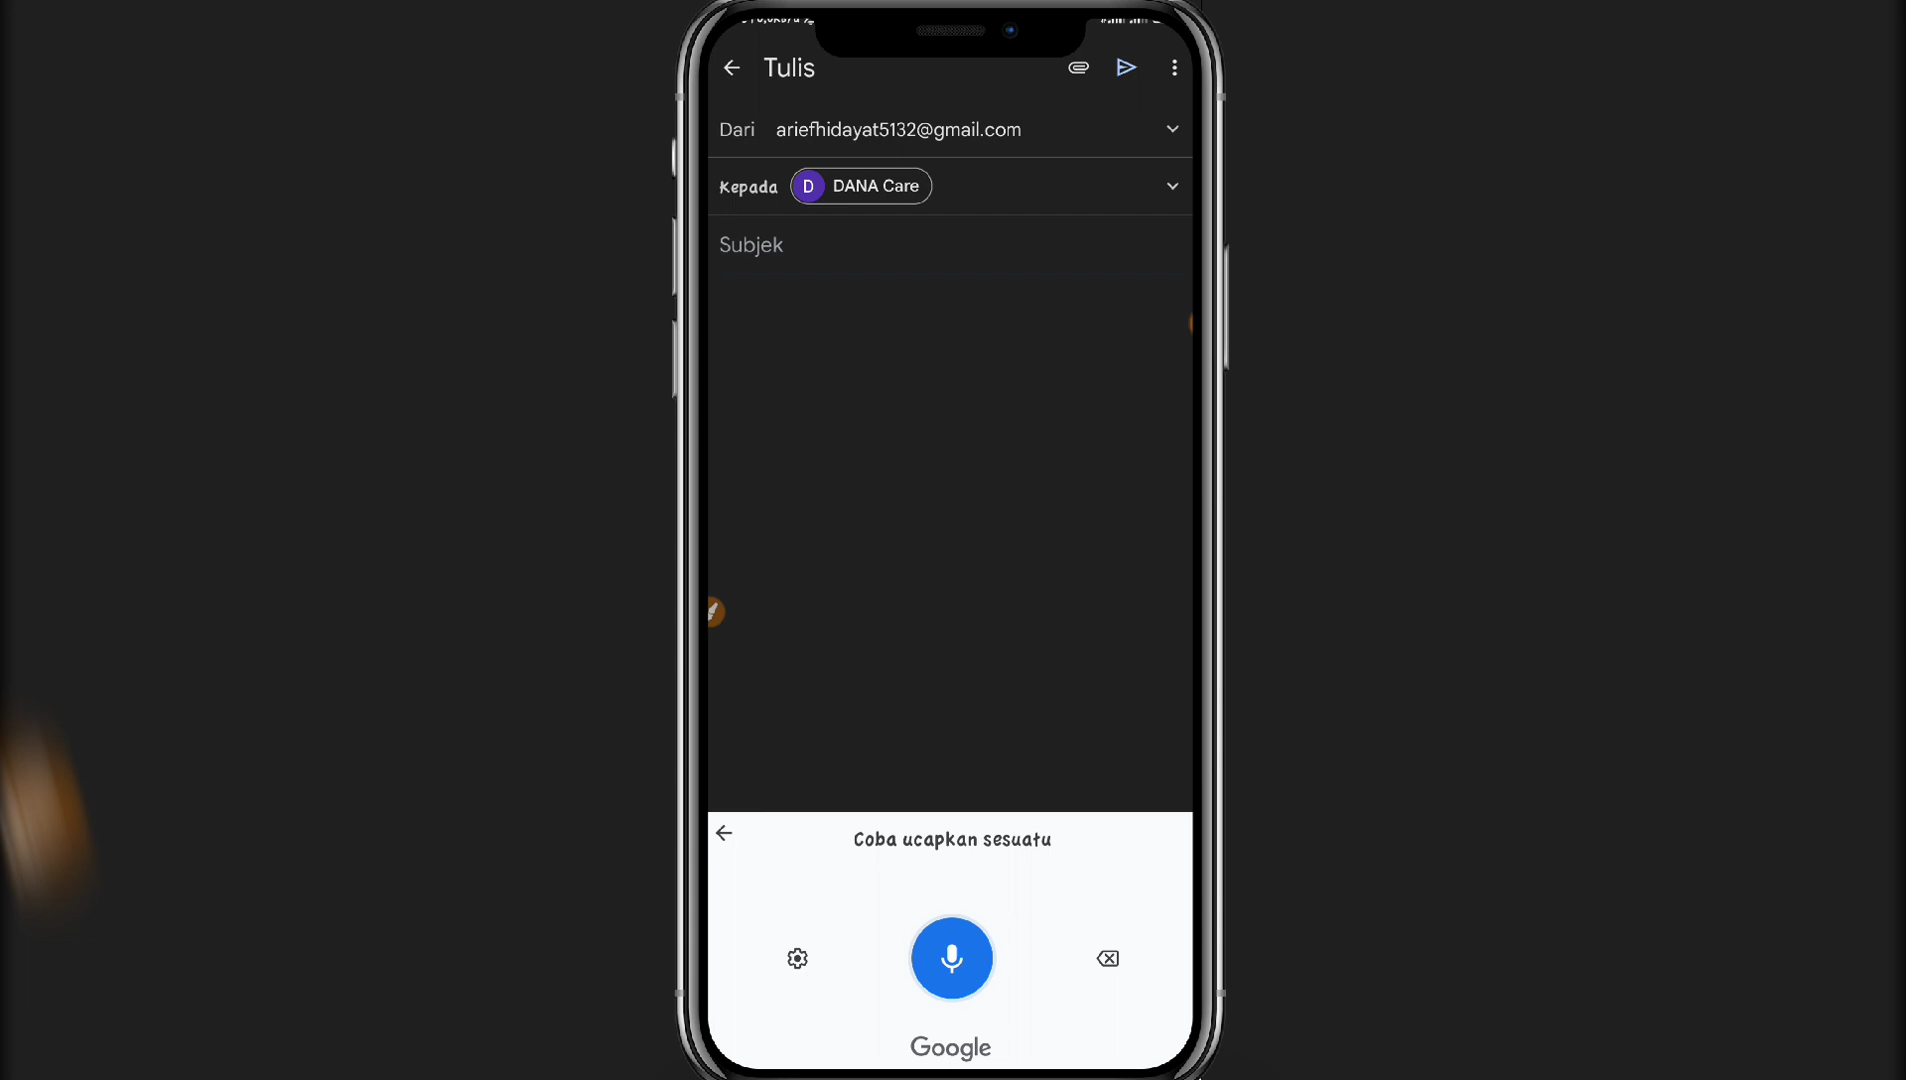 Tulis
Dari ariefhidayat5132@gmail.com
Kepada D DANA Care
Subjek
Coba ucapkan sesuatu
Google